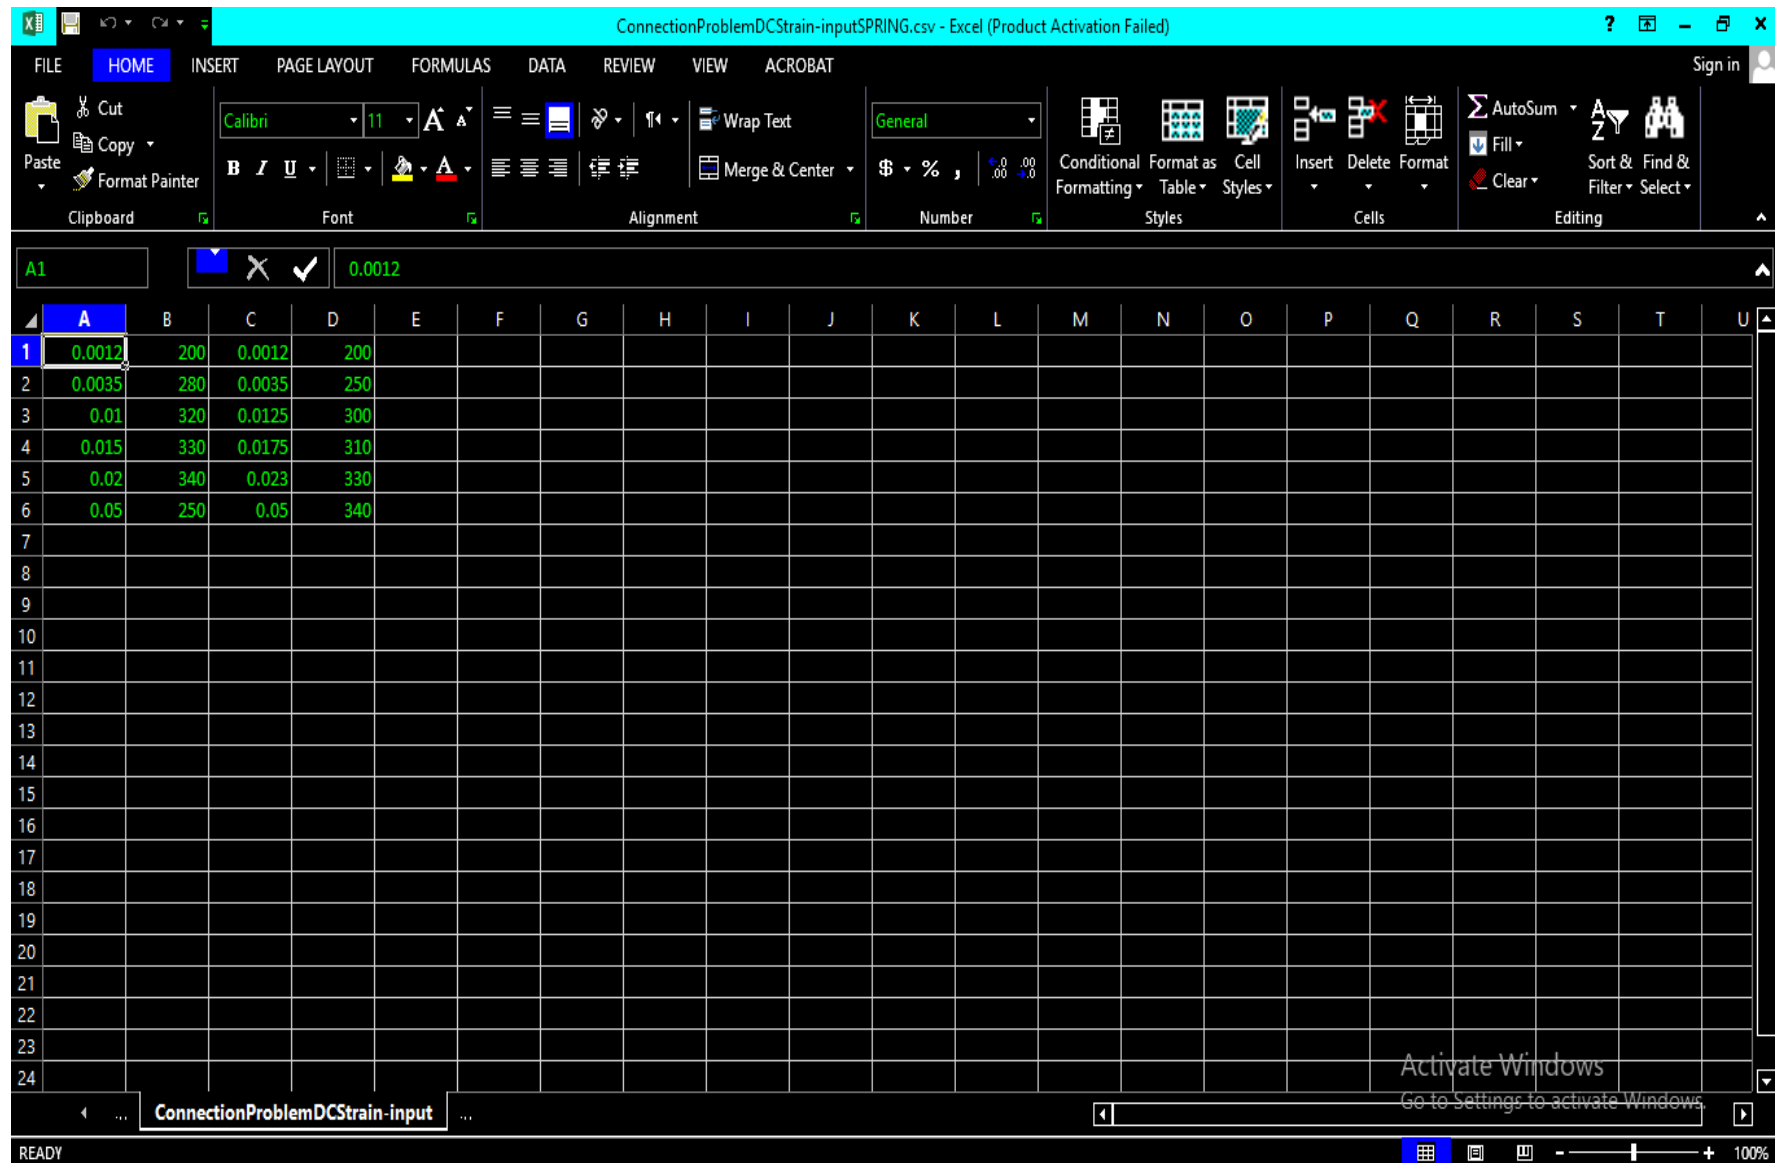 ConnectionProblemDCStrain-inputSPRING.csv - Excel (Product Activation Failed)
FILE HOME INSERT PAGE LAYOUT FORMULAS DATA REVIEW VIEW ACROBAT Sign in
Paste
Cut
Copy
Format Painter
Clipboard
Calibri 11
B I U
Font
Wrap Text
Merge & Center
Alignment
General
$ % ,
Number
Conditional Formatting
Format as Table
Cell Styles
Styles
Insert Delete Format
Cells
AutoSum
Fill
Clear
Sort & Filter
Find & Select
Editing
A1 0.0012
A B C D E F G H I J K L M N O P Q R S T U
1 0.0012 200 0.0012 200
2 0.0035 280 0.0035 250
3 0.01 320 0.0125 300
4 0.015 330 0.0175 310
5 0.02 340 0.023 330
6 0.05 250 0.05 340
7
8
9
10
11
12
13
14
15
16
17
18
19
20
21
22
23
24
Activate Windows
Go to Settings to activate Windows.
... ConnectionProblemDCStrain-input ...
READY 100%